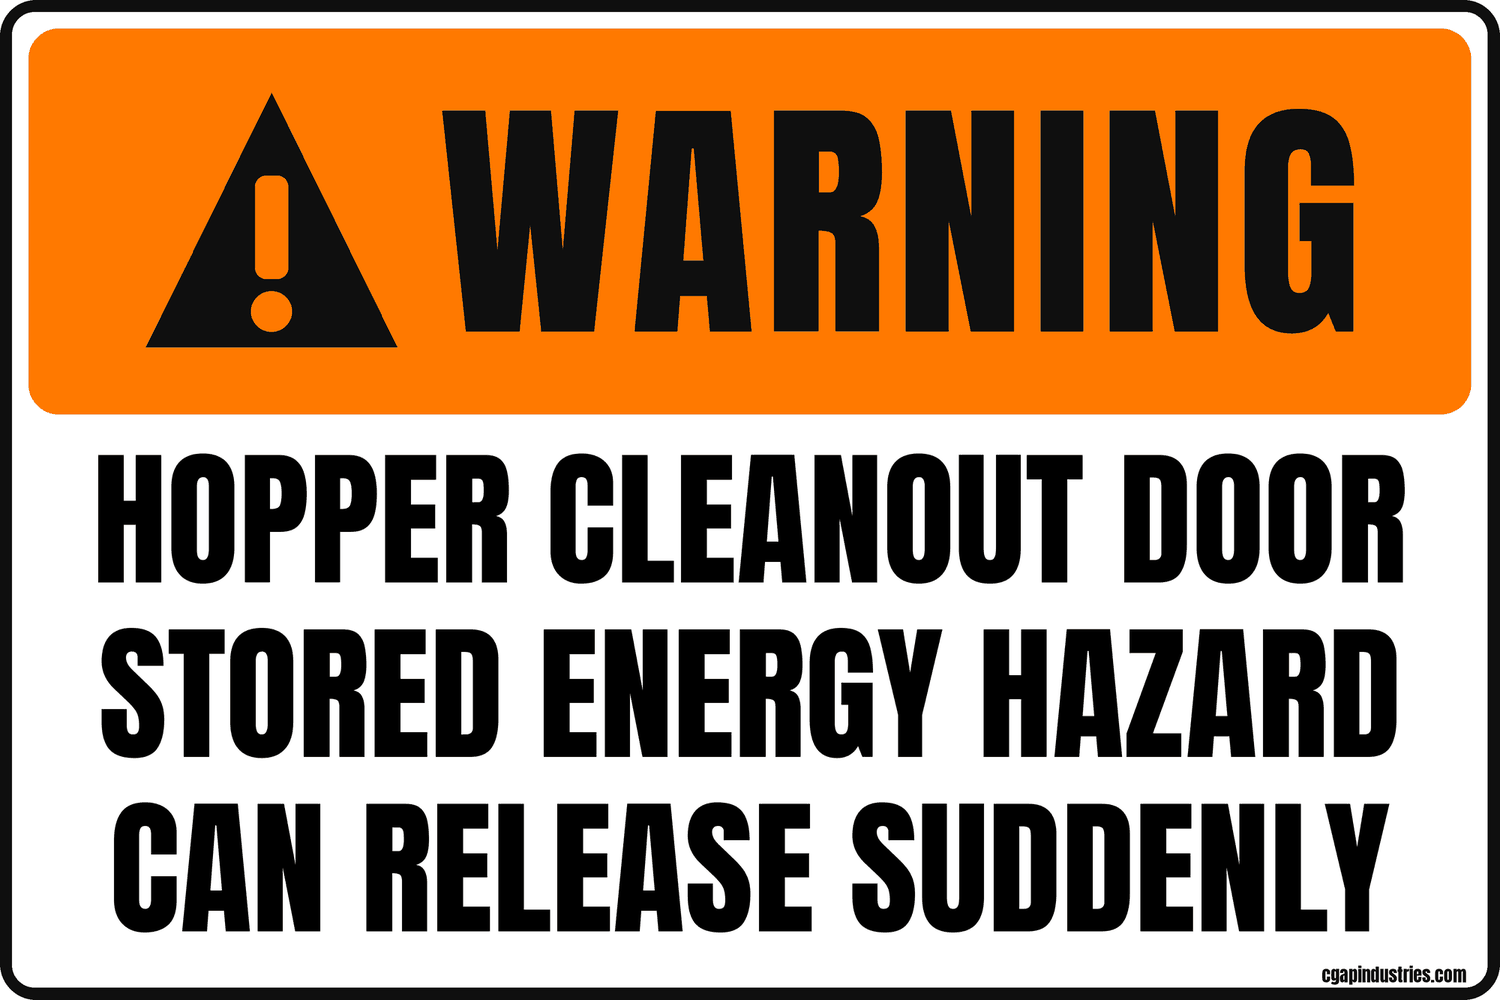 WARNING
HOPPER CLEANOUT DOOR
STORED ENERGY HAZARD
CAN RELEASE SUDDENLY
cgapindustries.com